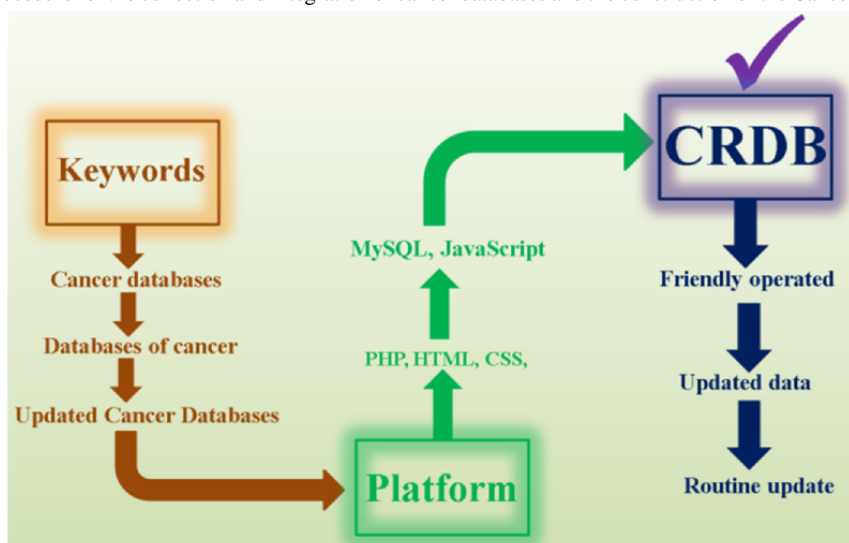 Keywords
Cancer databases
Databases of cancer
Updated Cancer Databases
Platform
PHP, HTML, CSS,
MySQL, JavaScript
CRDB
Friendly operated
Updated data
Routine update